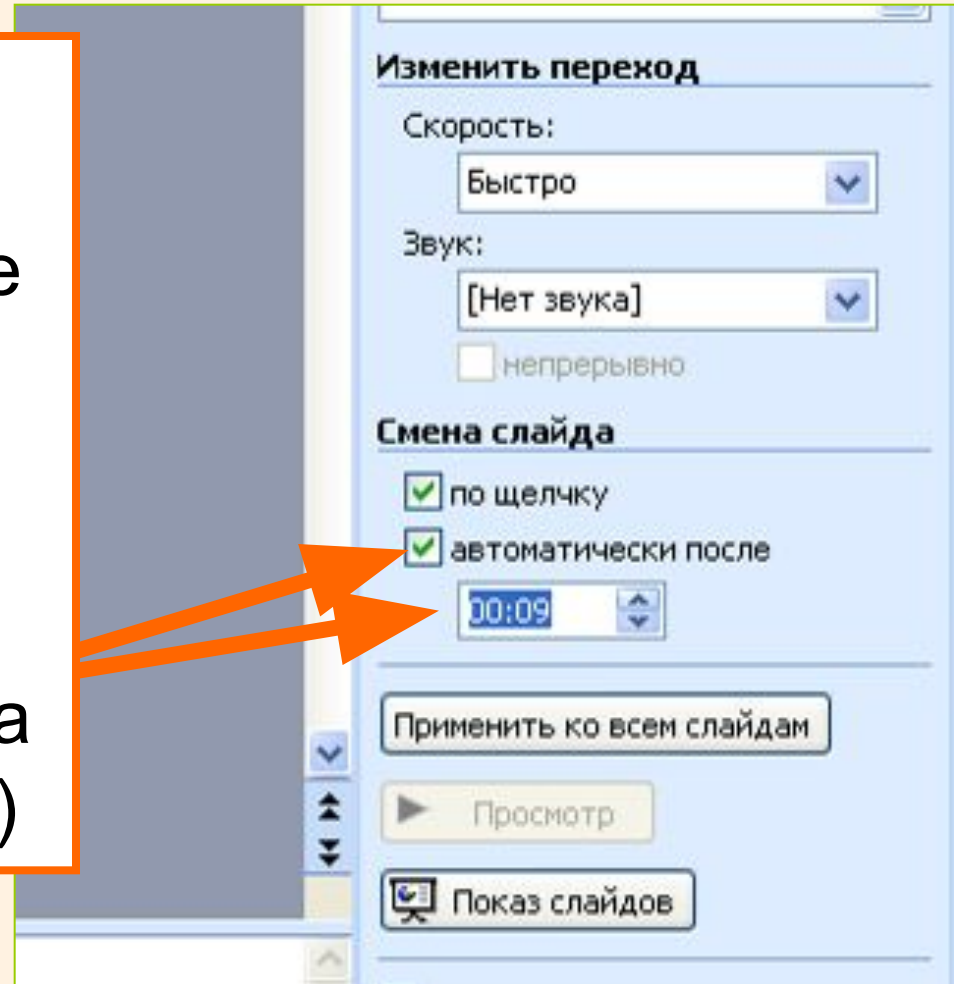 е
а
)
Изменить переход
Скорость:
Быстро
Звук:
[Нет звука]
непрерывно
Смена слайда
по щелчку
автоматически после
00:09
Применить ко всем слайдам
Просмотр
Показ слайдов